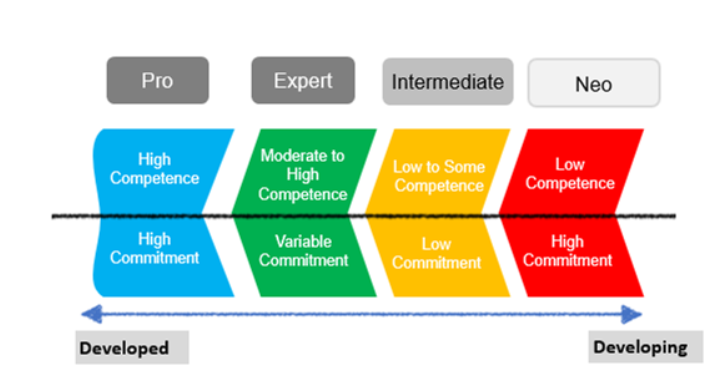 Pro
Expert
Intermediate
Neo
High
Competence
Moderate to
High
Competence
Low to Some
Competence
Low
Competence
High
Commitment
Variable
Commitment
Low
Commitment
High
Commitment
Developed
Developing